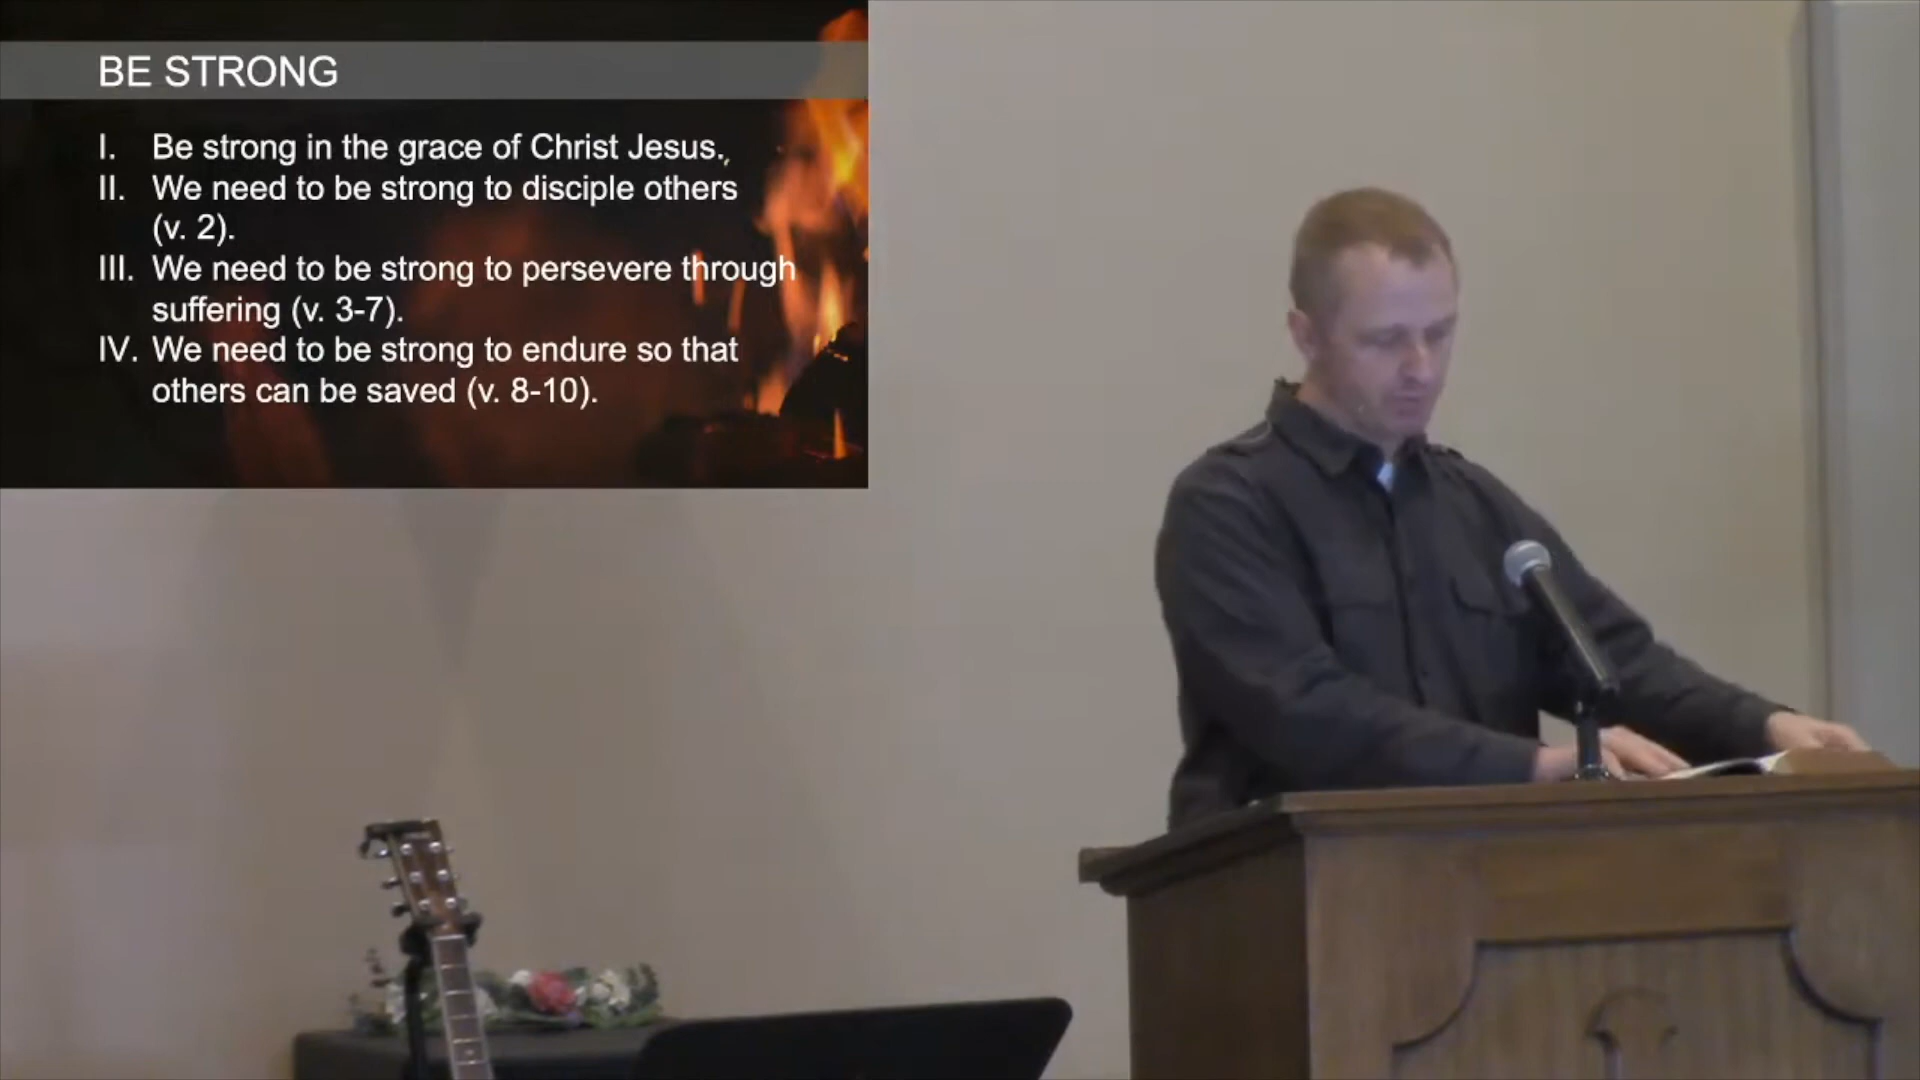 BE STRONG
I. Be strong in the grace of Christ Jesus.,
II. We need to be strong to disciple others
(v. 2).
III. We need to be strong to persevere through
suffering (v. 3-7).
IV. We need to be strong to endure so that
others can be saved (v. 8-10).